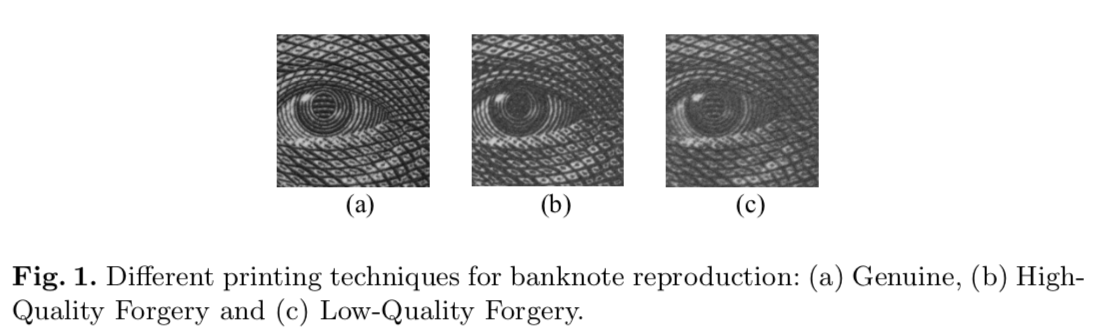 (a) (b) (c)
Fig. 1. Different printing techniques for banknote reproduction: (a) Genuine, (b) High-
Quality Forgery and (c) Low-Quality Forgery.